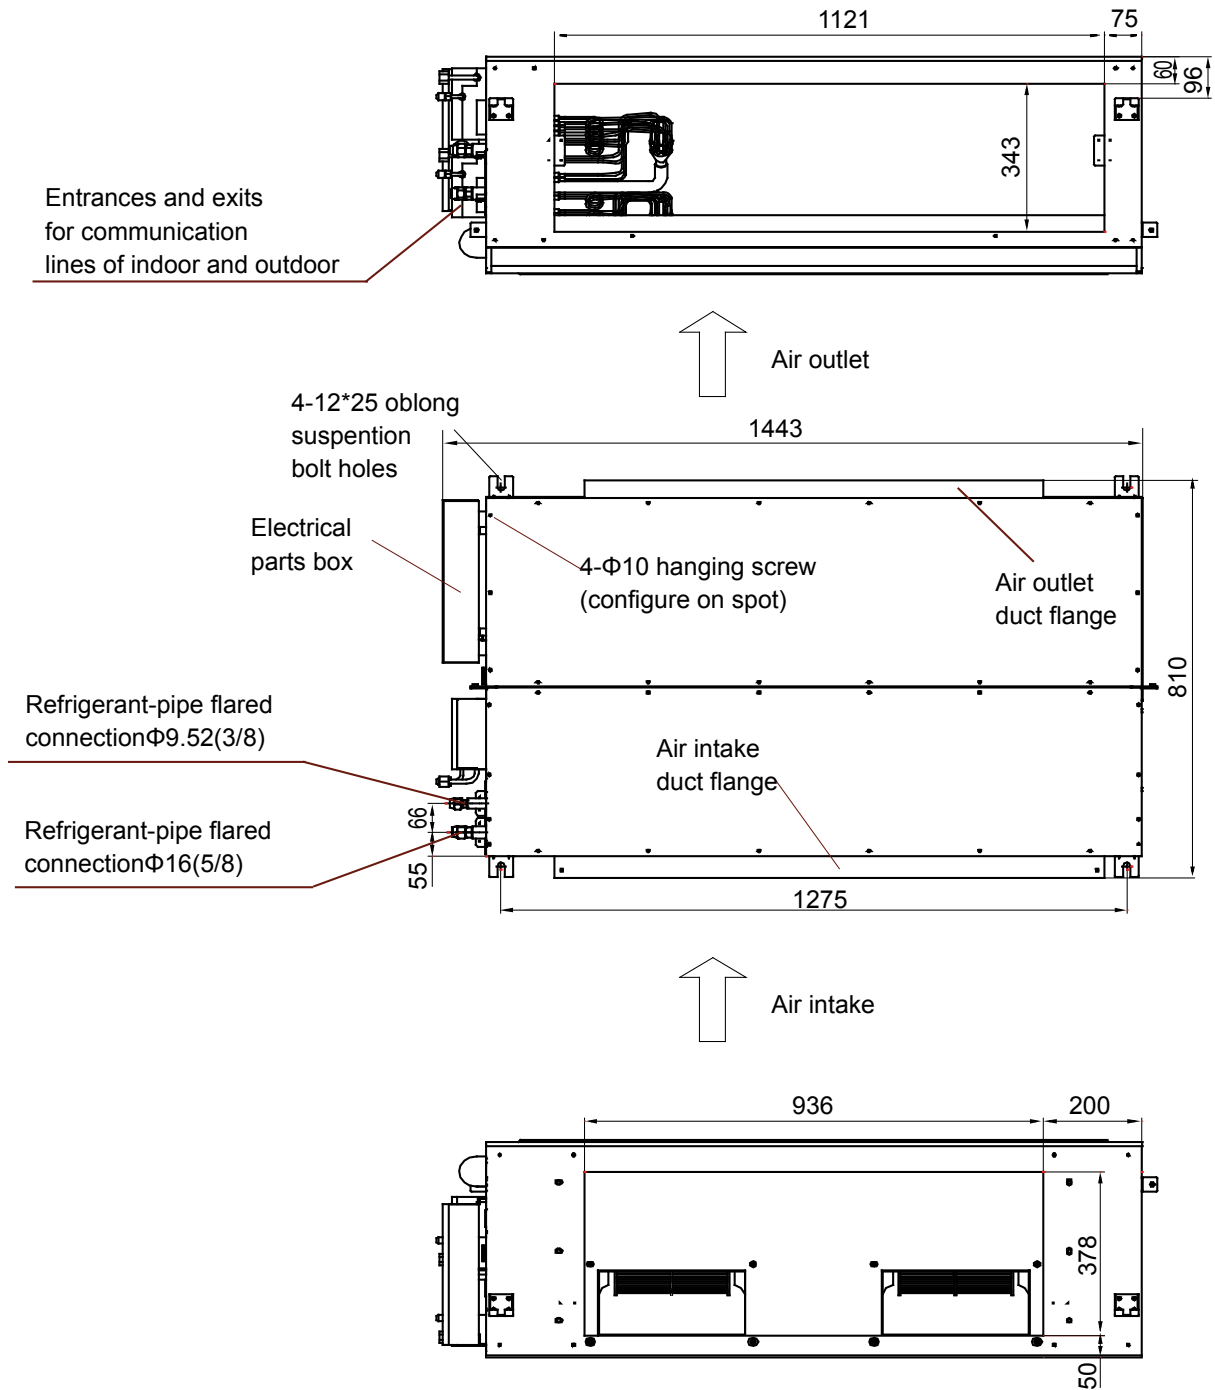 1121
75
60
96
343
Entrances and exits
for communication
lines of indoor and outdoor
Air outlet
4-12*25 oblong
suspention
bolt holes
1443
Electrical
parts box
4-Φ10 hanging screw
(configure on spot)
Air outlet
duct flange
810
Refrigerant-pipe flared
connectionΦ9.52(3/8)
Air intake
duct flange
66
Refrigerant-pipe flared
connectionΦ16(5/8)
55
1275
Air intake
936
200
378
50